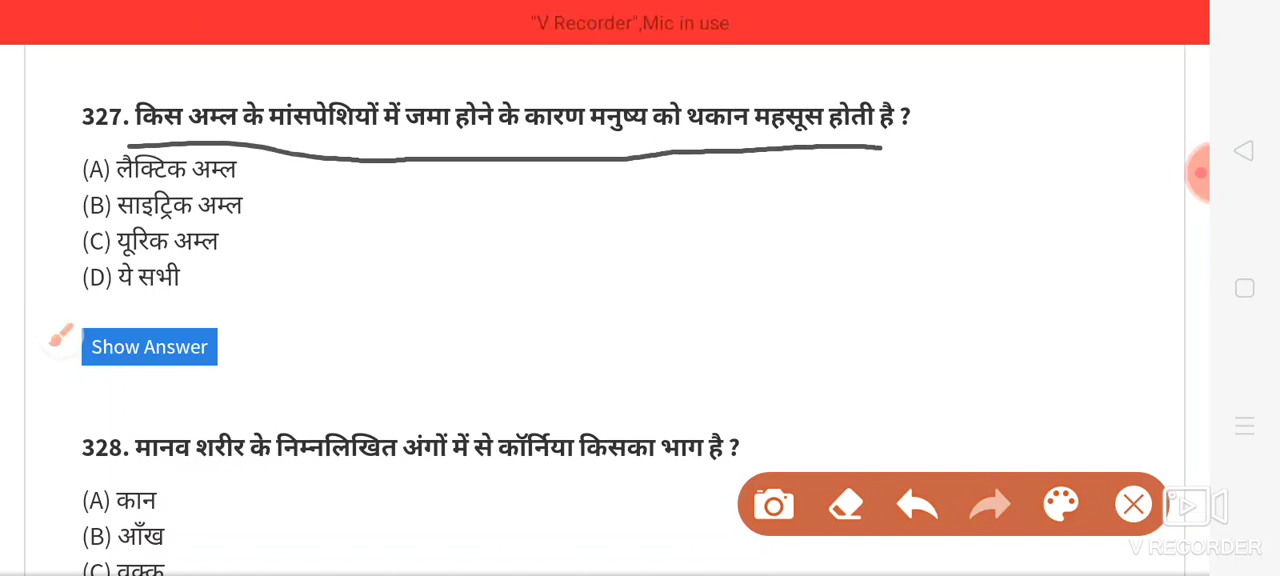 "V Recorder",Mic in use
327. किस अम्ल के मांसपेशियों में जमा होने के कारण मनुष्य को थकान महसूस होती है ?
(A) लैक्टिक अम्ल
(B) साइट्रिक अम्ल
(C) यूरिक अम्ल
(D) ये सभी
Show Answer
328. मानव शरीर के निम्नलिखित अंगों में से कॉर्निया किसका भाग है ?
(A) कान
(B) आँख
(C) वृक्क
V RECORDER